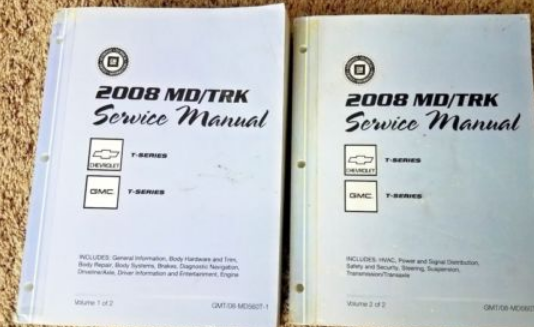 2008 MD/TRK
Service Manual
CHEVROLET
T-SERIES
GMC
T-SERIES
INCLUDES: General Information, Body Hardware and Trim,
Body Repair, Body Systems, Brakes, Diagnostic Navigation,
Driveline/Axle, Driver Information and Entertainment, Engine
Volume 1 of 2
GMT/08-MD5607-1
2008 MD/TRK
Service Manual
CHEVROLET
T-SERIES
GMC
T-SERIES
INCLUDES: HVAC, Power and Signal Distribution,
Safety and Security, Steering, Suspension,
Transmission/Transaxle
Volume 2 of 2